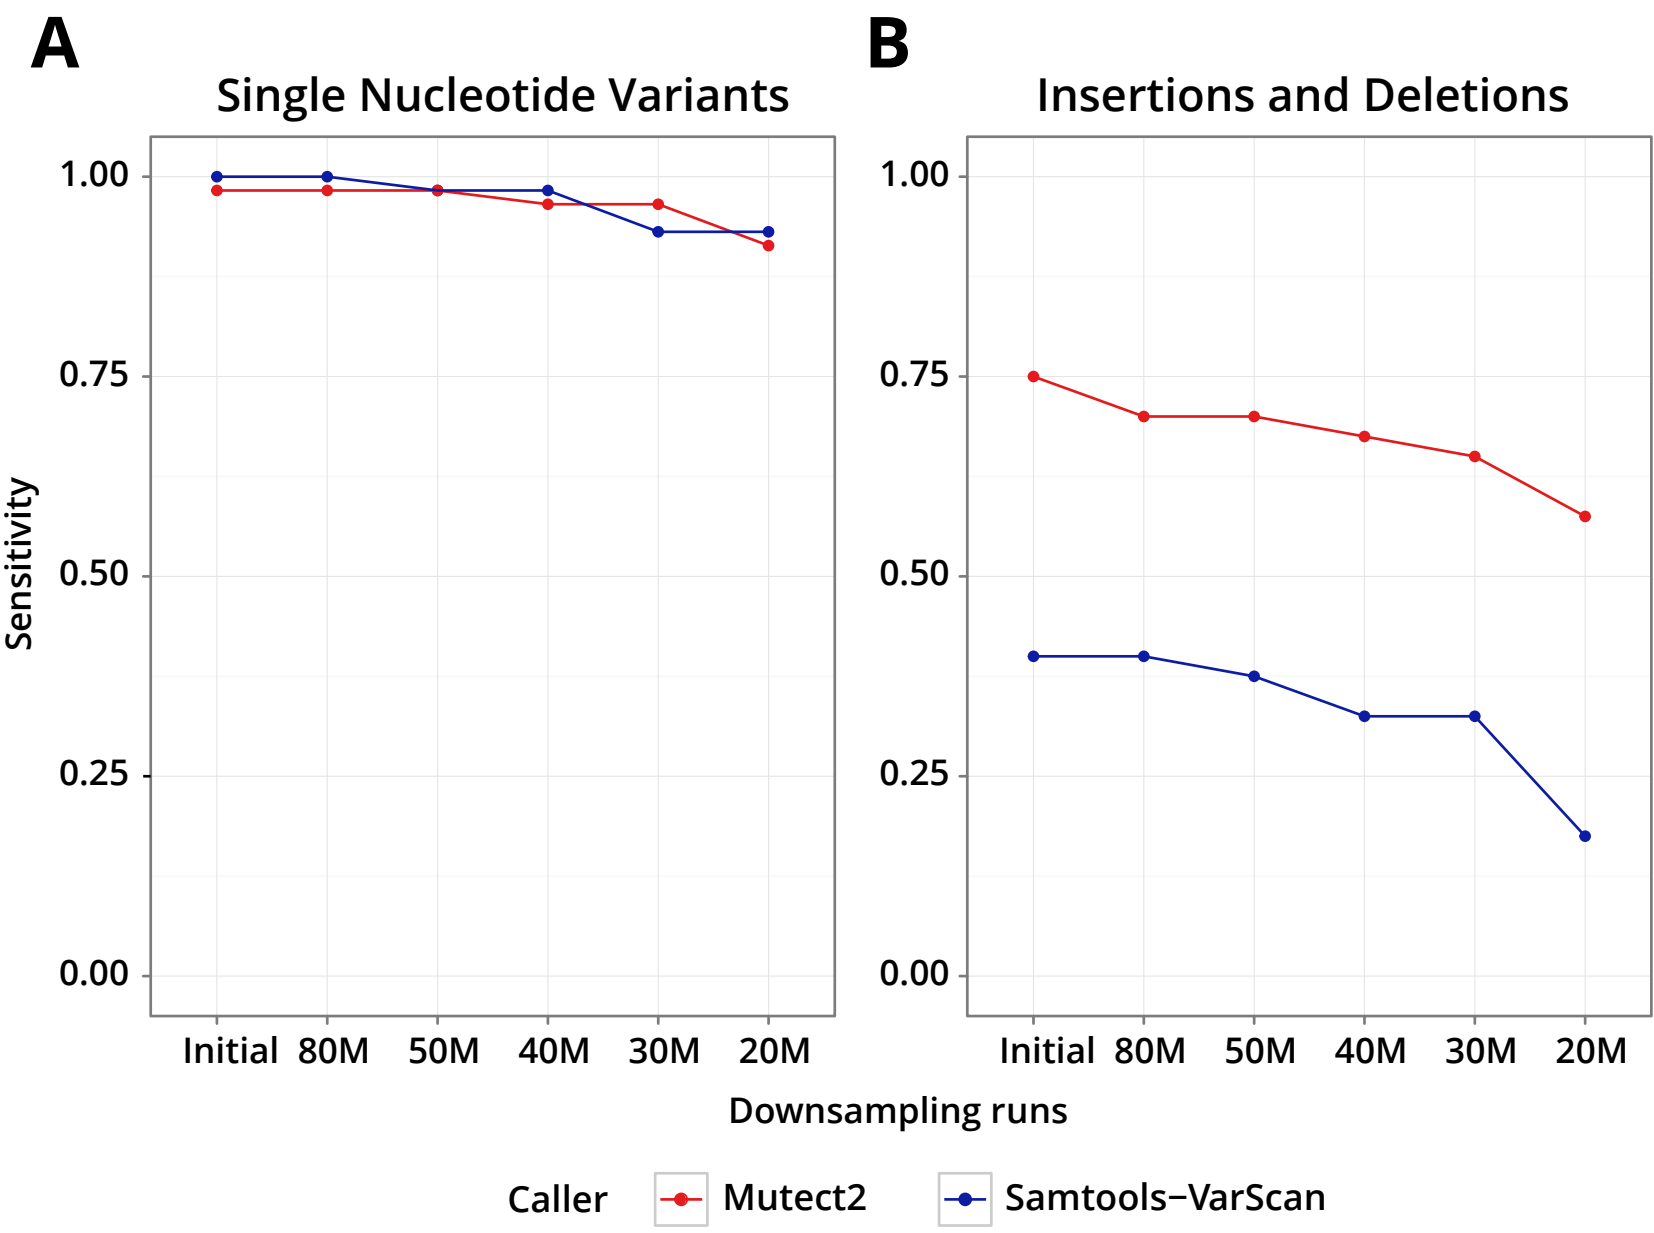 A
B
Single Nucleotide Variants
Insertions and Deletions
Sensitivity
1.00
0.75
0.50
0.25
0.00
Initial 80M 50M 40M 30M 20M
1.00
0.75
0.50
0.25
0.00
Initial 80M 50M 40M 30M 20M
Downsampling runs
Caller Mutect2 Samtools−VarScan